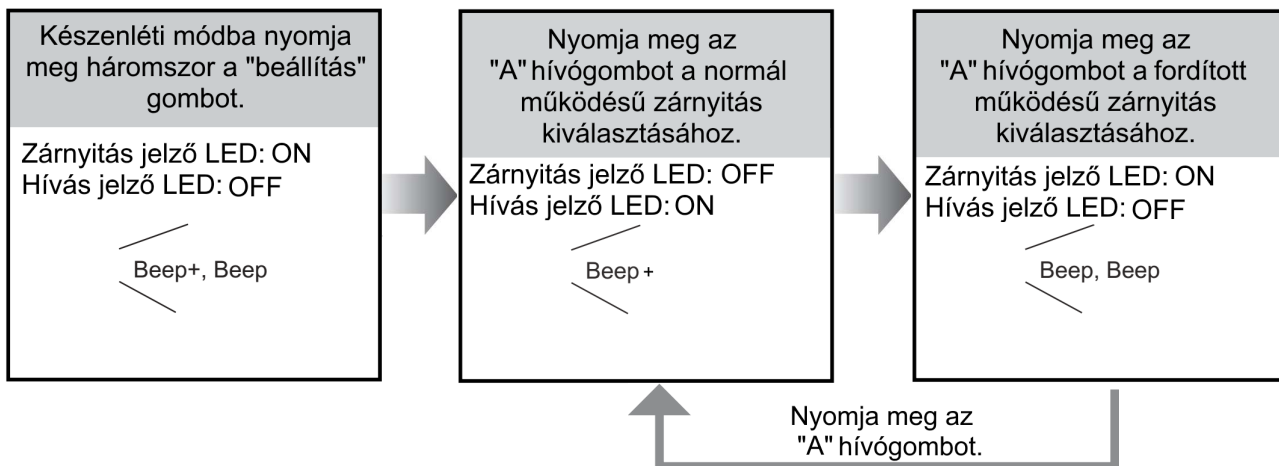 Készenléti módba nyomja
meg háromszor a "beállítás"
gombot.
Zárnyitás jelző LED: ON
Hívás jelző LED: OFF
Beep+, Beep
Nyomja meg az
"A" hívógombot a normál
működésű zárnyitás
kiválasztásához.
Zárnyitás jelző LED: OFF
Hívás jelző LED: ON
Beep +
Nyomja meg az
"A" hívógombot a fordított
működésű zárnyitás
kiválasztásához.
Zárnyitás jelző LED: ON
Hívás jelző LED: OFF
Beep, Beep
Nyomja meg az
"A" hívógombot.